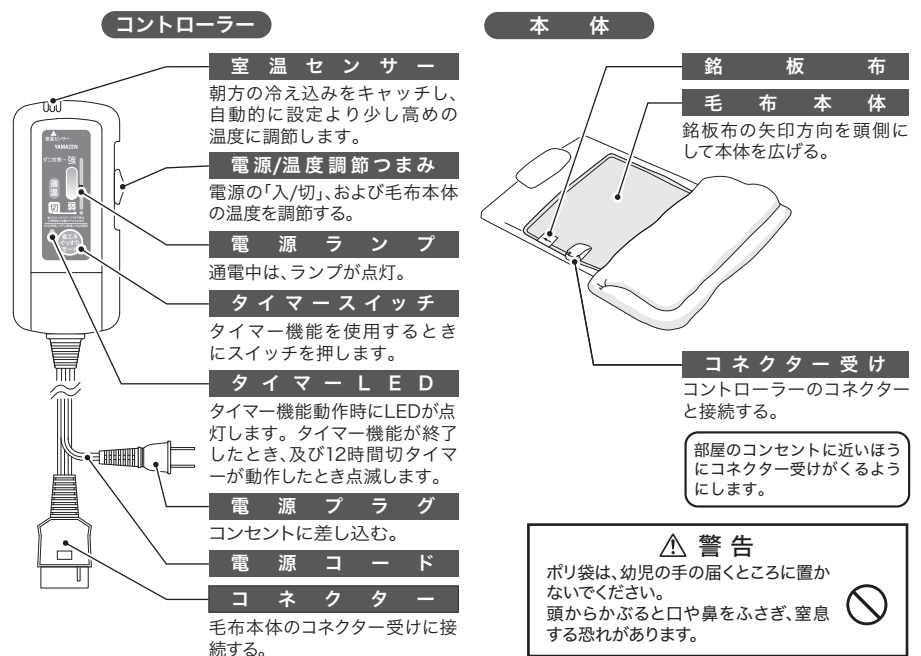 コントローラー
室温センサー
朝方の冷え込みをキャッチし、
自動的に設定より少し高めの
温度に調節します。
電源/温度調節つまみ
電源の「入/切」、および毛布本体
の温度を調節する。
電源ランプ
通電中は、ランプが点灯。
タイマースイッチ
タイマー機能を使用するとき
にスイッチを押します。
タイマーLED
タイマー機能動作時にLEDが点
灯します。タイマー機能が終了
したとき、及び12時間切タイマ
ーが動作したとき点滅します。
電源プラグ
コンセントに差し込む。
電源コード
コネクター
毛布本体のコネクター受けに接
続する。
室温センサー
YAMAZEN
ダニ対策・強
適温
切
弱
本体
銘板布
毛布本体
銘板布の矢印方向を頭側に
して本体を広げる。
コネクター受け
コントローラーのコネクター
と接続する。
部屋のコンセントに近いほう
にコネクター受けがくるよう
にします。
警告
ポリ袋は、幼児の手の届くところに置か
ないでください。
頭からかぶると口や鼻をふさぎ、窒息
する恐れがあります。